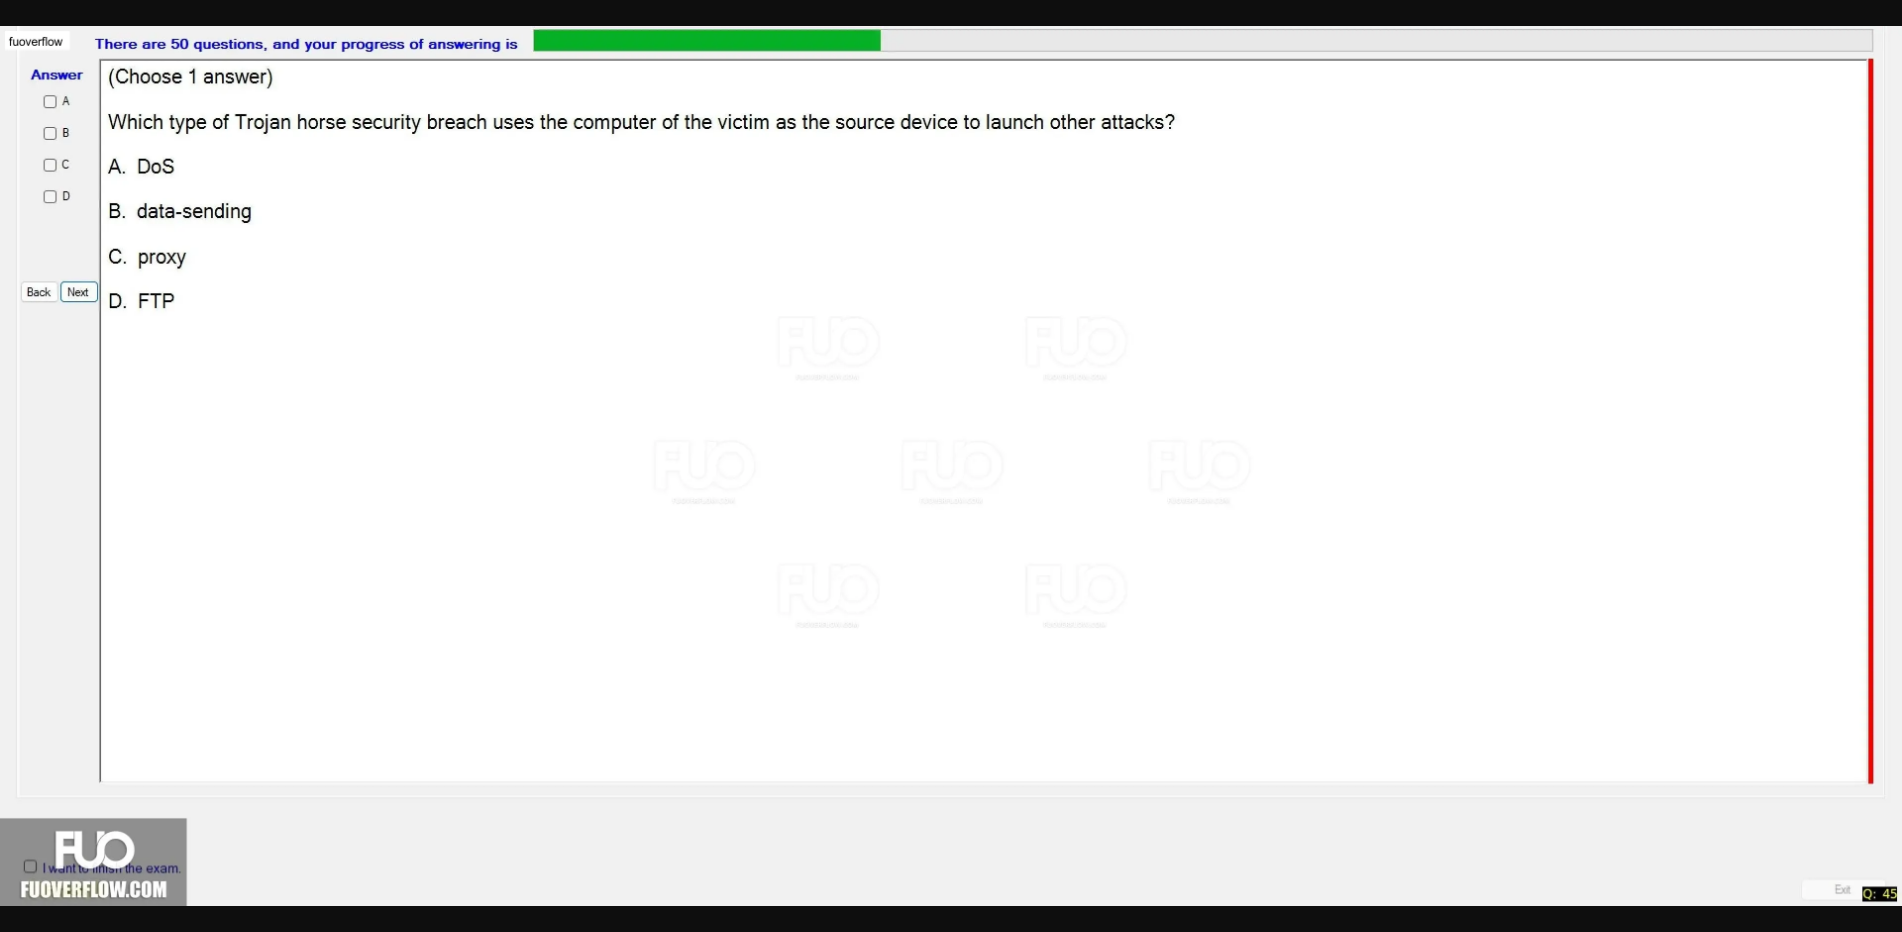 fuoverflow
There are 50 questions, and your progress of answering is
Answer
A
B
C
D
Back Next
(Choose 1 answer)
Which type of Trojan horse security breach uses the computer of the victim as the source device to launch other attacks?
A. DoS
B. data-sending
C. proxy
D. FTP
FUO
FUO
FUO
FUO
FUO
FUO
FUO
FUO
I want to finish the exam.
FUOVERFLOW.COM
Exit
Q: 45